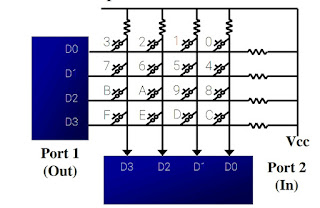 D0 3 2 1 0
D1 7 6 5 4
D2 B A 9 8
D3 F E D C
Vcc
Port 1
(Out)
D3 D2 D1 D0
Port 2
(In)